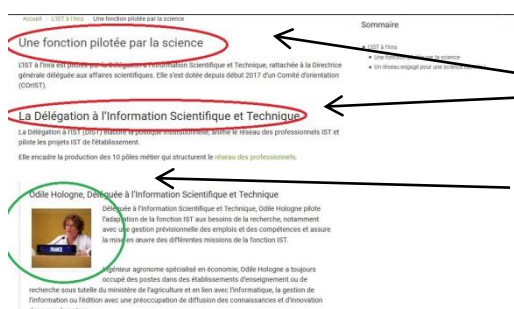 Accueil L'IST à l'Inra Une fonction pilotée par la science
Sommaire
Une fonction pilotée par la science
L'IST à l'Inra
Une fonction pilotée par la science
Un réseau engagé pour une science
L'IST à l'Inra est pilotée par la Délégation à l'Information Scientifique et Technique, rattachée à la Directrice
générale déléguée aux affaires scientifiques. Elle s'est dotée depuis début 2017 d'un Comité d'orientation
(COrIST).
La Délégation à l'Information Scientifique et Technique
La Délégation à l'IST (DIST) élabore la politique institutionnelle, anime le réseau des professionnels IST et
pilote les projets IST de l'établissement.
Elle encadre la production des 10 pôles métier qui structurent le réseau des professionnels.
Odile Hologne, Déléguée à l'Information Scientifique et Technique
Déléguée à l'Information Scientifique et Technique, Odile Hologne pilote
l'adaptation de la fonction IST aux besoins de la recherche, notamment
avec une gestion prévisionnelle des emplois et des compétences et assure
la mise en œuvre des différentes missions de la fonction IST.
FRANCE
Ingénieur agronome spécialisé en économie, Odile Hologne a toujours
occupé des postes dans des établissements d'enseignement ou de
recherche sous tutelle du ministère de l'agriculture et en lien avec l'informatique, la gestion de
l'information ou l'édition avec une préoccupation de diffusion des connaissances et d'innovation